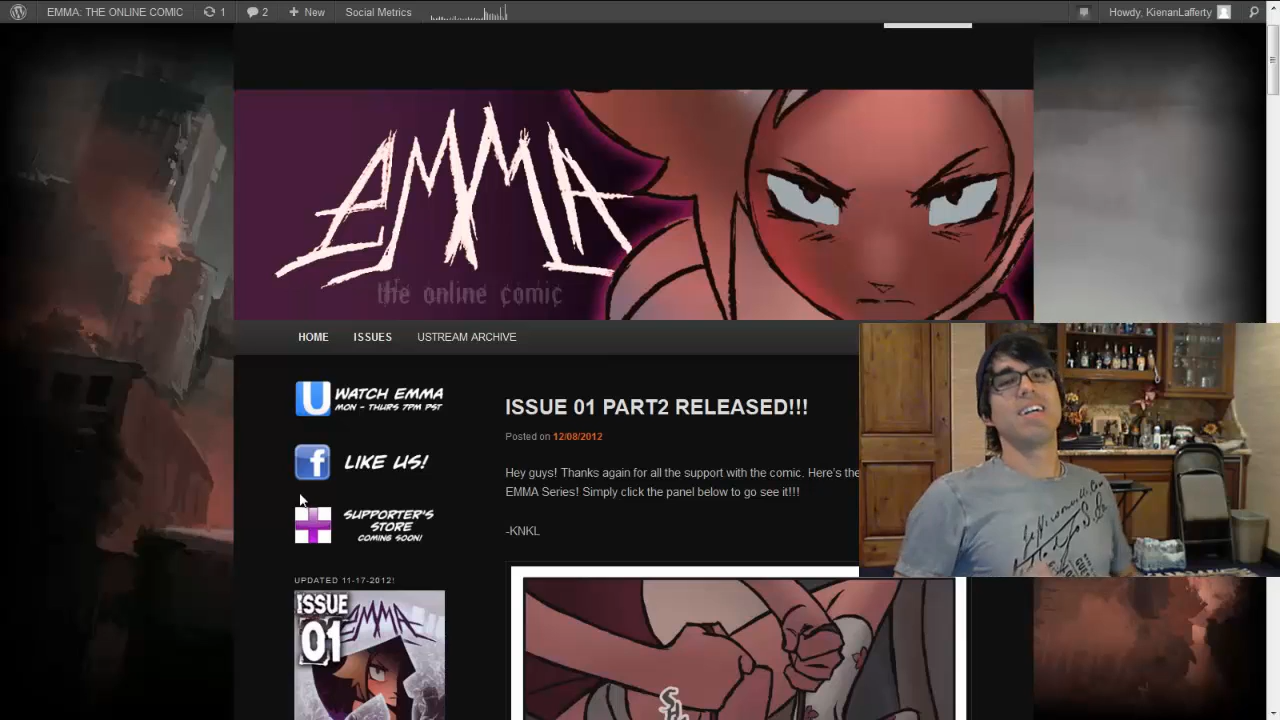 EMMA: THE ONLINE COMIC 1 2 New Social Metrics Howdy, KienanLafferty
EMMA
the online comic
HOME ISSUES USTREAM ARCHIVE
WATCH EMMA
MON - THURS 7PM PST
LIKE US!
SUPPORTER'S
STORE
COMING SOON!
UPDATED 11-17-2012!
ISSUE
01
EMMA
ISSUE 01 PART2 RELEASED!!!
Posted on 12/08/2012
Hey guys! Thanks again for all the support with the comic. Here's the
EMMA Series! Simply click the panel below to go see it!!!
-KNKL